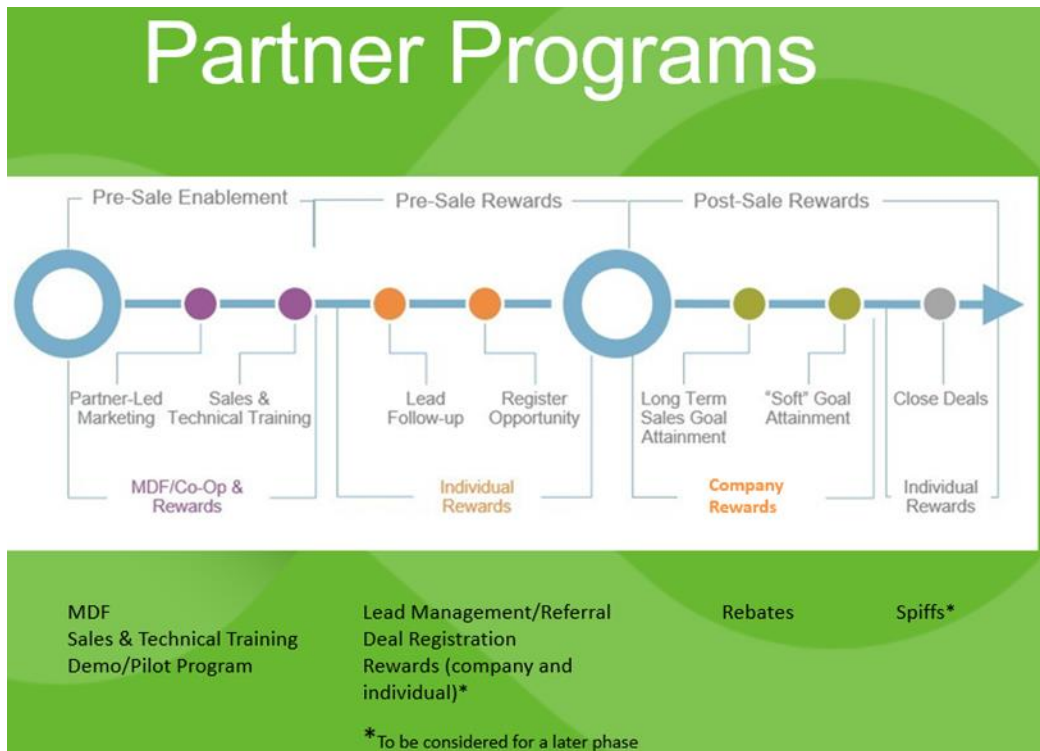 Partner Programs
Pre-Sale Enablement
Pre-Sale Rewards
Post-Sale Rewards
Partner-Led
Marketing
Sales &
Technical Training
Lead
Follow-up
Register
Opportunity
Long Term
Sales Goal
Attainment
"Soft" Goal
Attainment
Close Deals
MDF/Co-Op &
Rewards
Individual
Rewards
Company
Rewards
Individual
Rewards
MDF
Sales & Technical Training
Demo/Pilot Program
Lead Management/Referral
Deal Registration
Rewards (company and
individual)*
*To be considered for a later phase
Rebates
Spiffs*